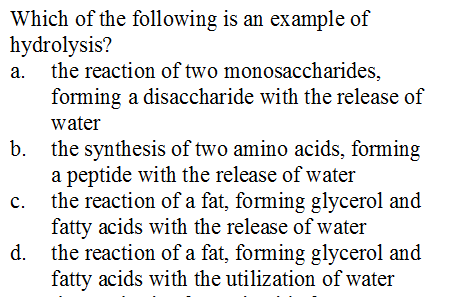 Which of the following is an example of
hydrolysis?
a. the reaction of two monosaccharides,
forming a disaccharide with the release of
water
b. the synthesis of two amino acids, forming
a peptide with the release of water
c. the reaction of a fat, forming glycerol and
fatty acids with the release of water
d. the reaction of a fat, forming glycerol and
fatty acids with the utilization of water